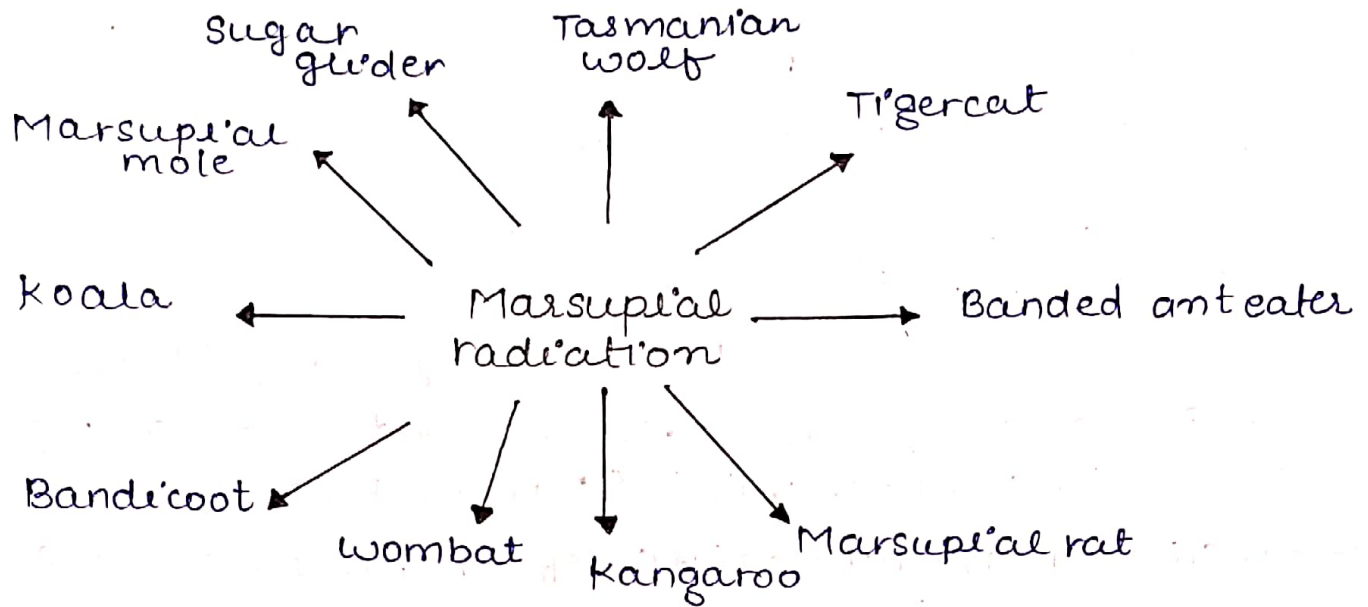 Sugar
glider
Tasmanian
wolf
Tigercat
Marsupial
mole
Koala
Marsupial
radiation
Banded anteater
Bandicoot
Wombat
Kangaroo
Marsupial rat